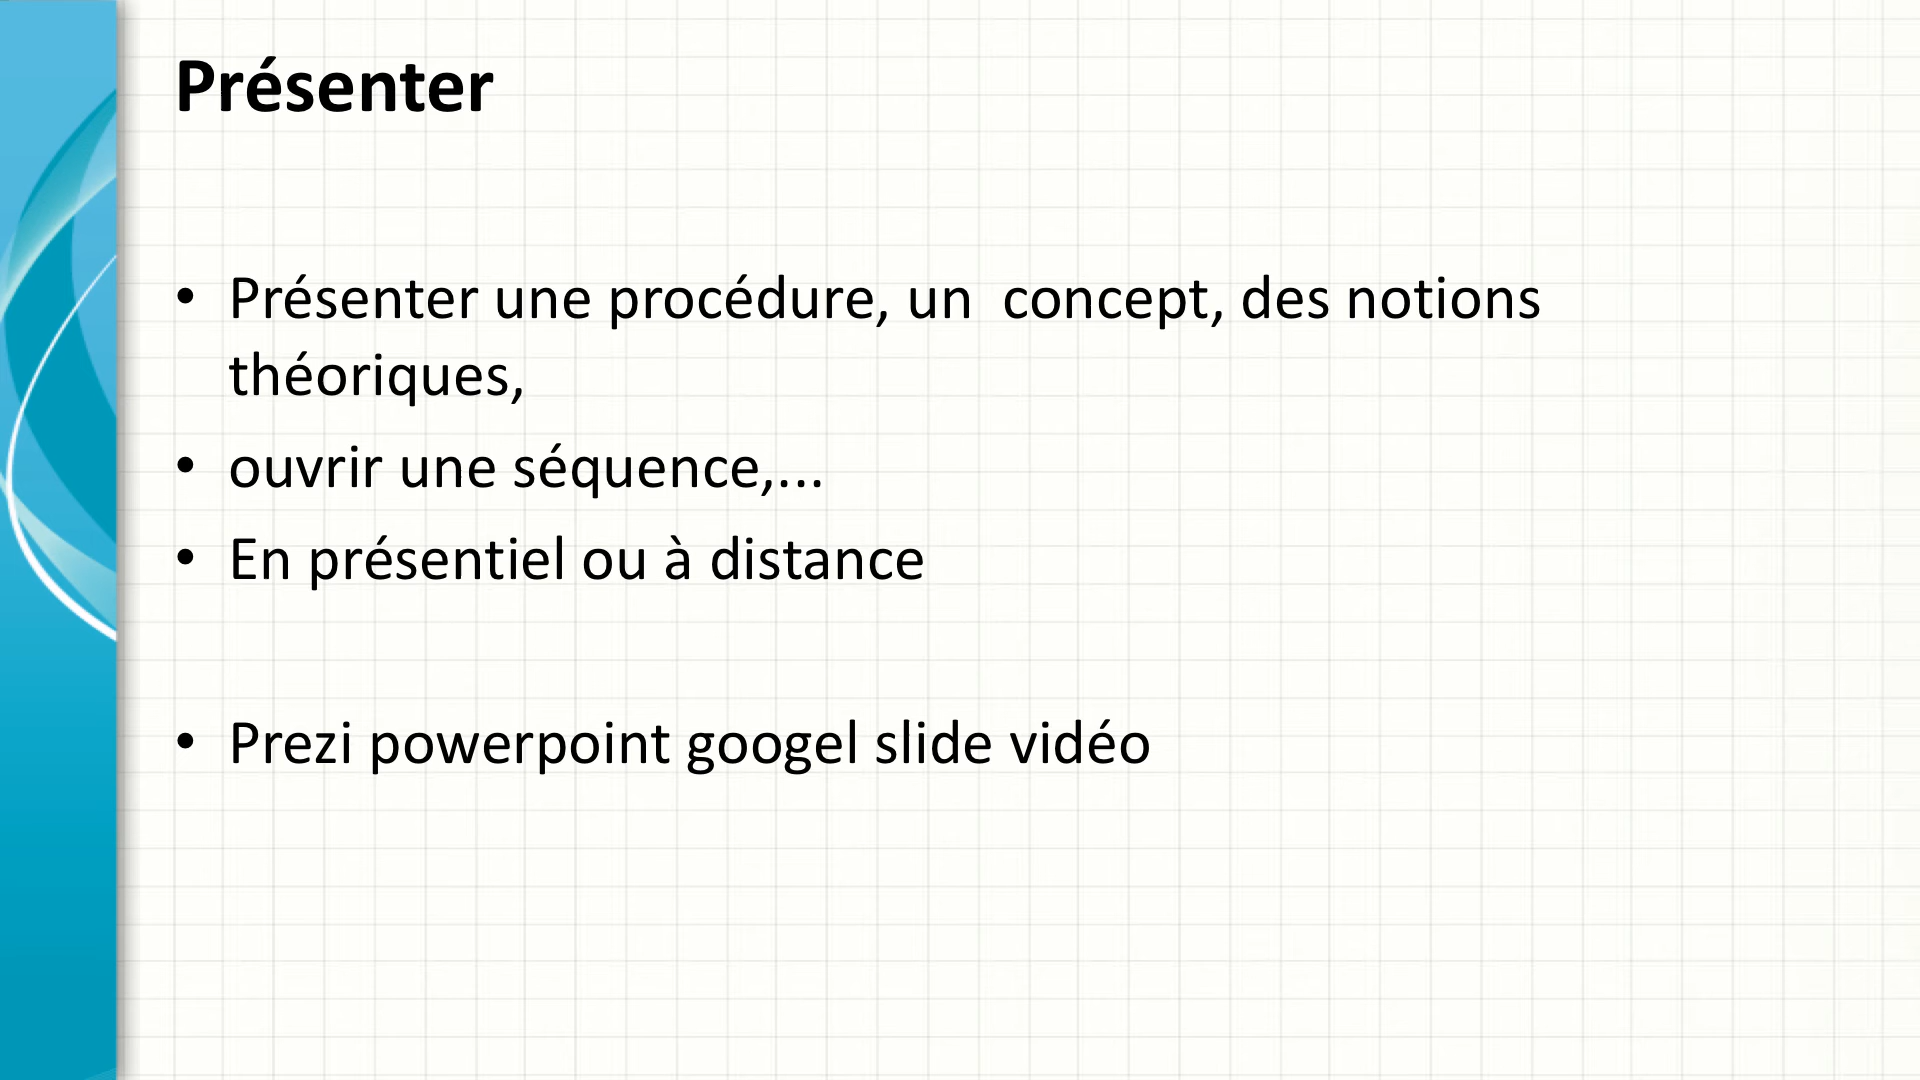 Présenter
• Présenter une procédure, un  concept, des notions
théoriques,
• ouvrir une séquence,...
• En présentiel ou à distance
• Prezi powerpoint googel slide vidéo